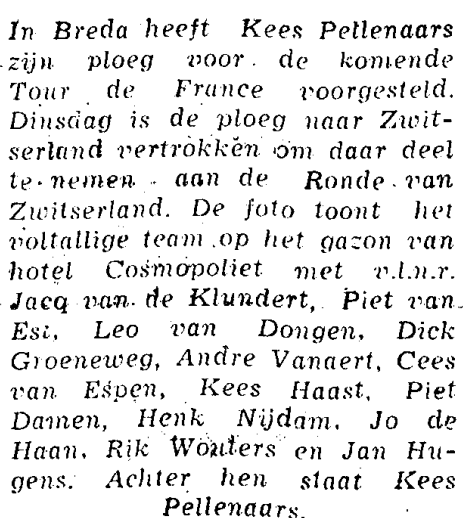 In Breda heeft Kees Pellenaars
zijn ploeg voor de komende
Tour de France voorgesteld.
Dinsdag is de ploeg naar Zwit-
serland vertrokken om daar deel
te nemen aan de Ronde van
Zwitserland. De foto toont het
voltallige team op het gazon van
hotel Cosmopoliet met v.l.n.r.
Jacq van de Klundert, Piet van
Est, Leo van Dongen, Dick
Groeneweg, Andre Vanaert, Cees
van Espen, Kees Haast, Piet
Damen, Henk Nijdam, Jo de
Haan, Rik Wouters en Jan Hu-
gens. Achter hen staat Kees
Pellenaars.